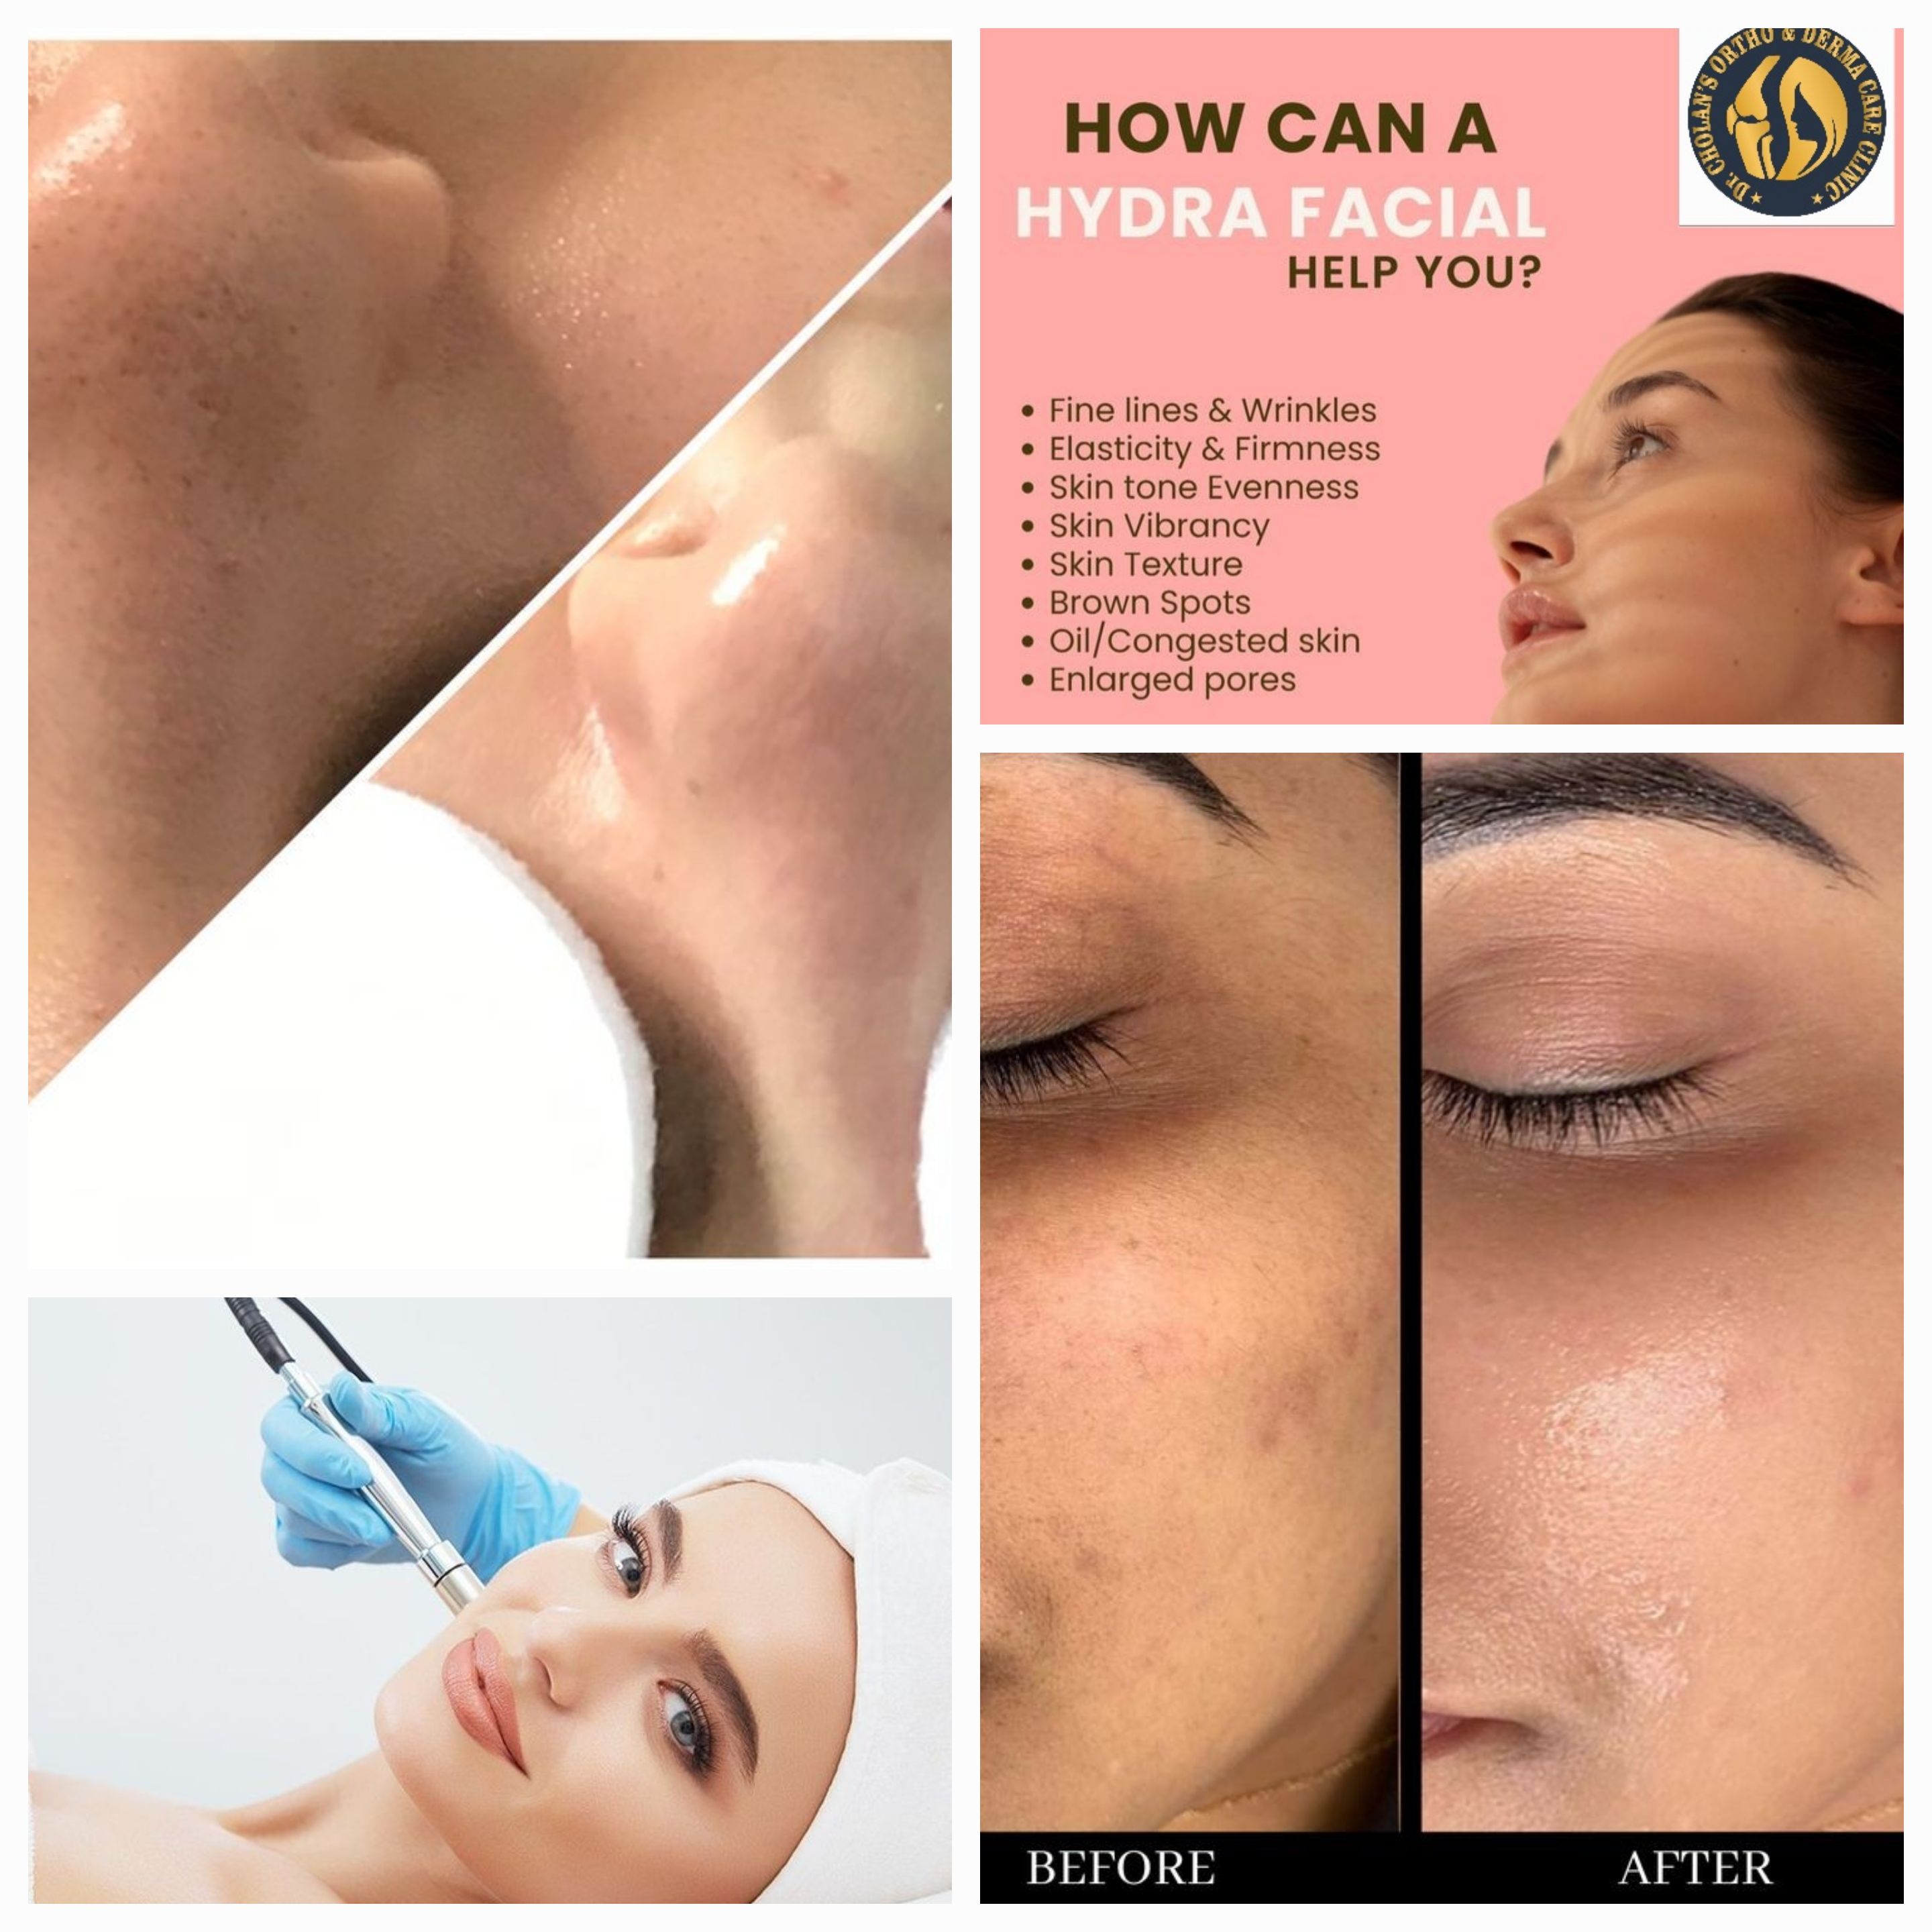 HOW CAN A
HYDRA FACIAL
HELP YOU?
DR. CHOLAN'S ORTHO & DERMA CARE CLINIC
• Fine lines & Wrinkles
• Elasticity & Firmness
• Skin tone Evenness
• Skin Vibrancy
• Skin Texture
• Brown Spots
• Oil/Congested skin
• Enlarged pores
BEFORE
AFTER